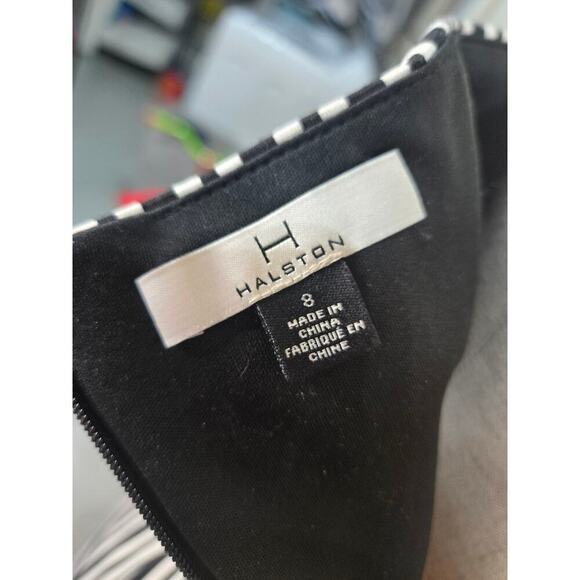 H
HALSTON
8
MADE IN
CHINA
FABRIQUÉ EN
CHINE